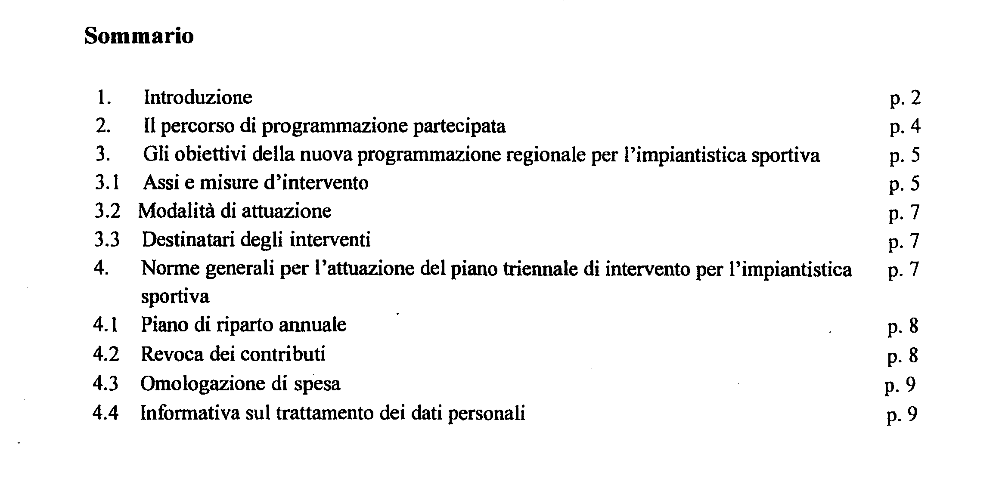 Sommario
1. Introduzione p. 2
2. Il percorso di programmazione partecipata p. 4
3. Gli obiettivi della nuova programmazione regionale per l'impiantistica sportiva p. 5
3.1 Assi e misure d'intervento p. 5
3.2 Modalità di attuazione p. 7
3.3 Destinatari degli interventi p. 7
4. Norme generali per l'attuazione del piano triennale di intervento per l'impiantistica p. 7
sportiva
4.1 Piano di riparto annuale p. 8
4.2 Revoca dei contributi p. 8
4.3 Omologazione di spesa p. 9
4.4 Informativa sul trattamento dei dati personali p. 9